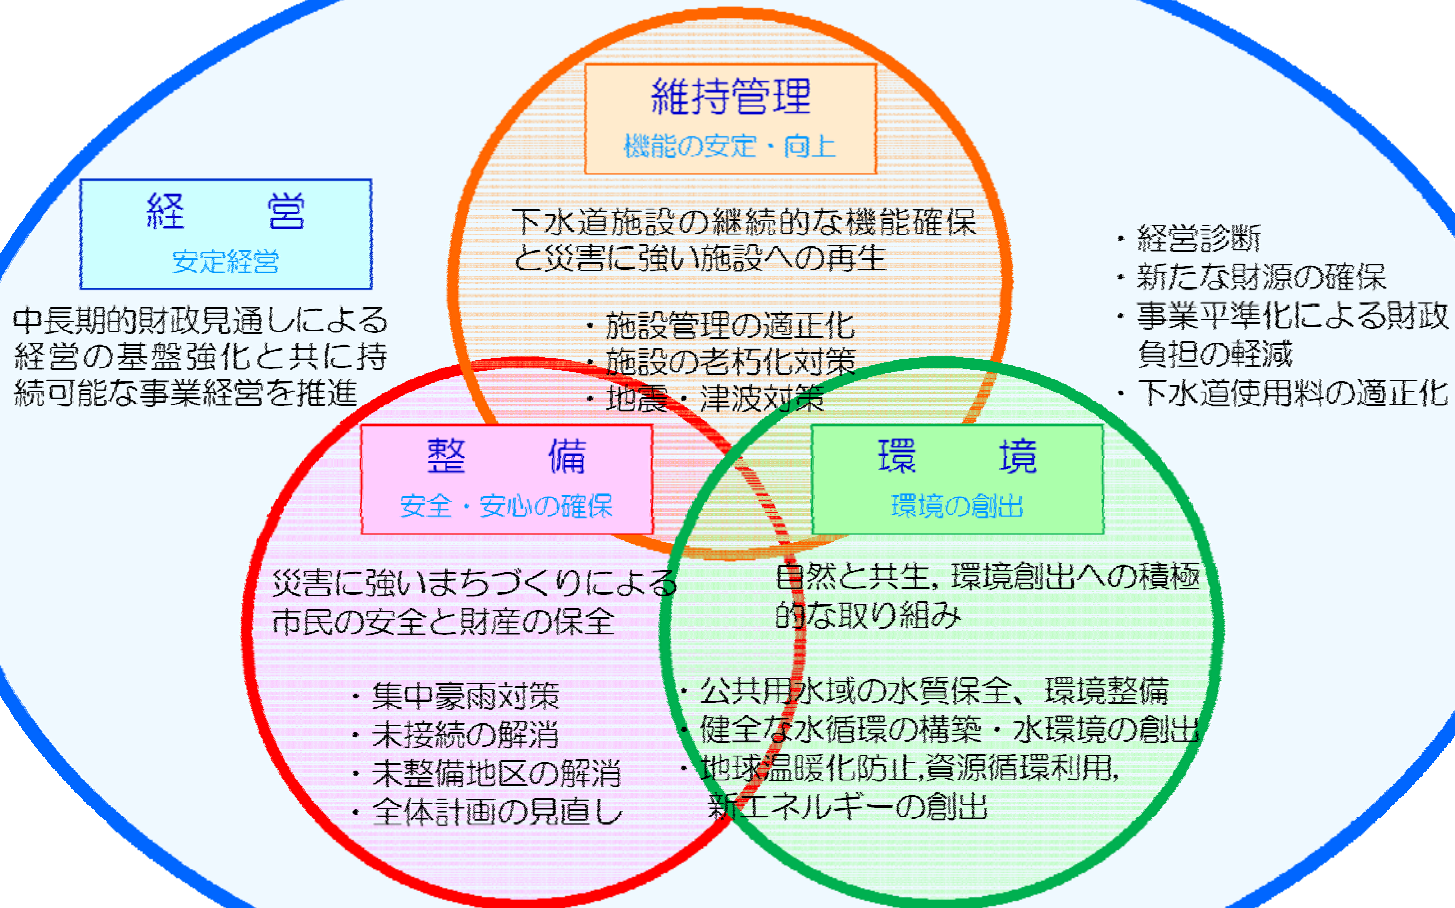 維持管理
機能の安定・向上
下水道施設の継続的な機能確保
と災害に強い施設への再生
・施設管理の適正化
・施設の老朽化対策
・地震・津波対策
経　営
安定経営
中長期的財政見通しによる
経営の基盤強化と共に持
続可能な事業経営を推進
・経営診断
・新たな財源の確保
・事業平準化による財政
負担の軽減
・下水道使用料の適正化
整　備
安全・安心の確保
災害に強いまちづくりによる
市民の安全と財産の保全
・集中豪雨対策
・未接続の解消
・未整備地区の解消
・全体計画の見直し
環　境
環境の創出
自然と共生,環境創出への積極
的な取り組み
・公共用水域の水質保全、環境整備
・健全な水循環の構築・水環境の創出
・地球温暖化防止,資源循環利用,
新エネルギーの創出